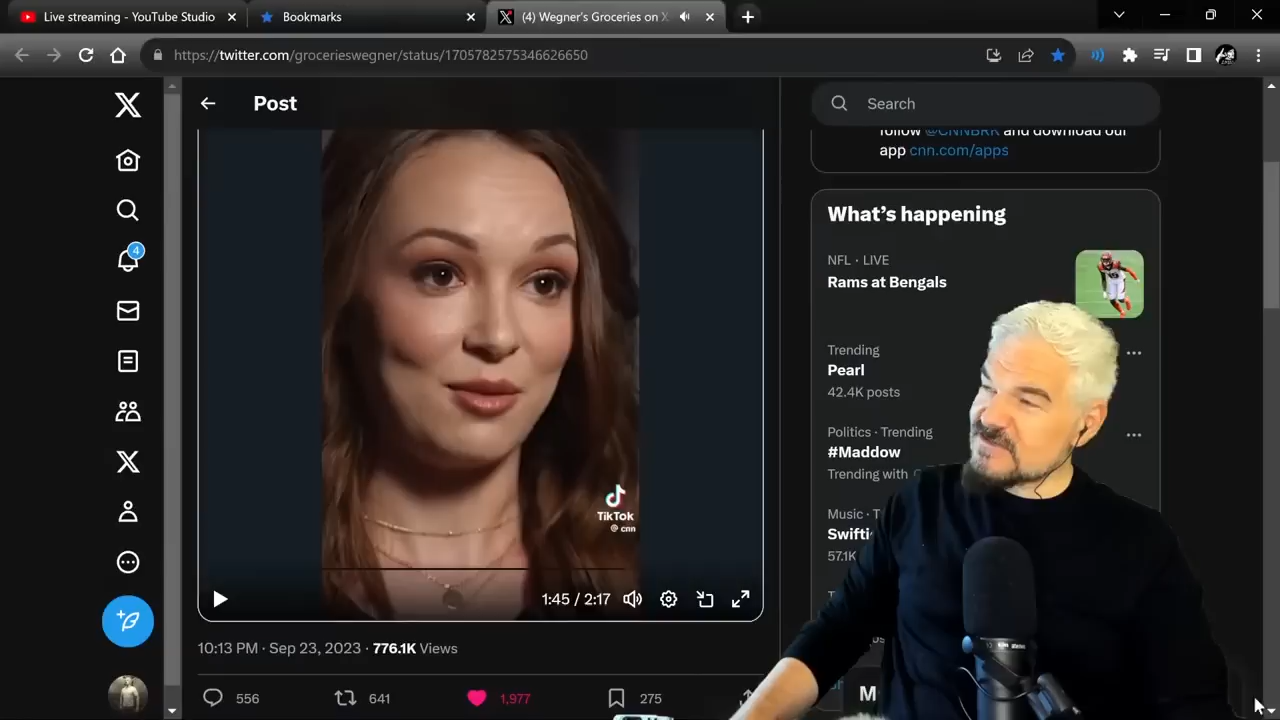 Live streaming - YouTube Studio
Bookmarks
(4) Wegner's Groceries on X
https://twitter.com/grocerieswegner/status/1705782575346626650
Post
Search
follow @CNNBRK and download our
app cnn.com/apps
What's happening
NFL · LIVE
Rams at Bengals
Trending
Pearl
42.4K posts
Politics · Trending
#Maddow
Trending with
Music ·
Swifti
57.1K
4
TikTok
@cnn
1:45 / 2:17
10:13 PM · Sep 23, 2023 · 776.1K Views
556
641
1,977
275
M